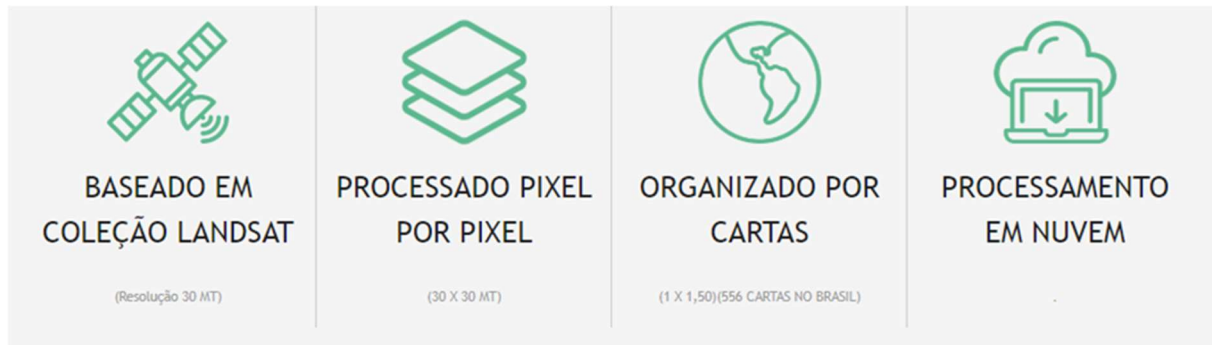 BASEADO EM
COLEÇÃO LANDSAT
(Resolução 30 MT)
PROCESSADO PIXEL
POR PIXEL
(30 X 30 MT)
ORGANIZADO POR
CARTAS
(1 X 1,50)(556 CARTAS NO BRASIL)
PROCESSAMENTO
EM NUVEM
.